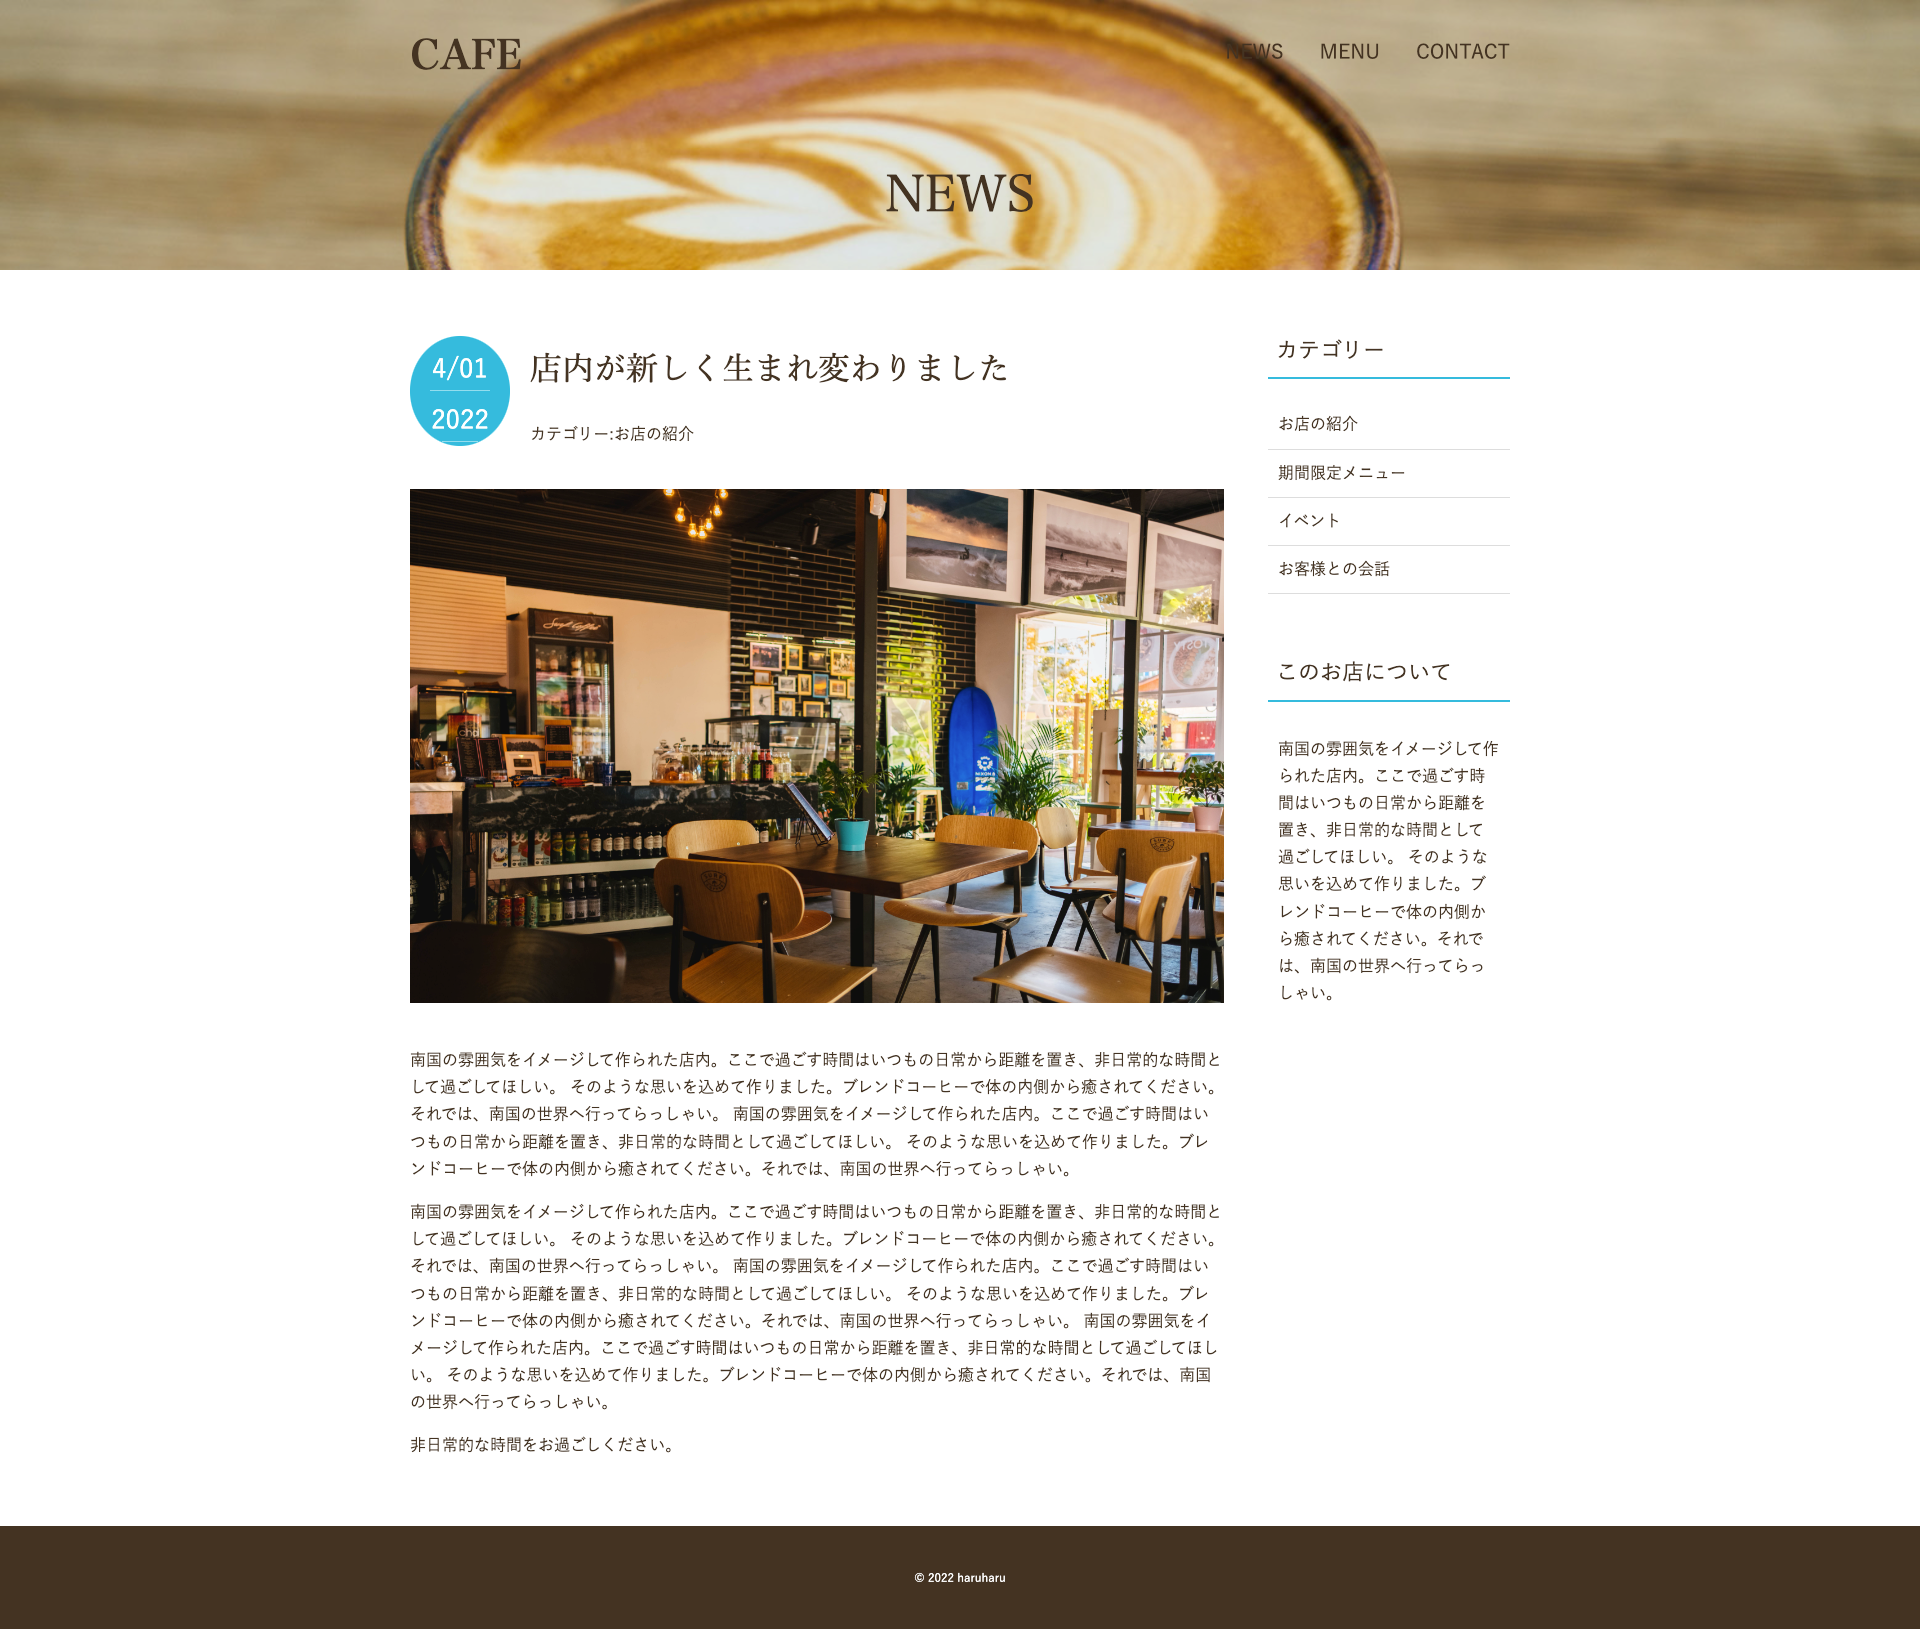 CAFE
NEWS MENU CONTACT
NEWS
4/01
2022
店内が新しく生まれ変わりました
カテゴリー:お店の紹介
南国の雰囲気をイメージして作られた店内。ここで過ごす時間はいつもの日常から距離を置き、非日常的な時間と
して過ごしてほしい。 そのような思いを込めて作りました。ブレンドコーヒーで体の内側から癒されてください。
それでは、南国の世界へ行ってらっしゃい。 南国の雰囲気をイメージして作られた店内。ここで過ごす時間はい
つもの日常から距離を置き、非日常的な時間として過ごしてほしい。 そのような思いを込めて作りました。ブレ
ンドコーヒーで体の内側から癒されてください。それでは、南国の世界へ行ってらっしゃい。
南国の雰囲気をイメージして作られた店内。ここで過ごす時間はいつもの日常から距離を置き、非日常的な時間と
して過ごしてほしい。 そのような思いを込めて作りました。ブレンドコーヒーで体の内側から癒されてください。
それでは、南国の世界へ行ってらっしゃい。 南国の雰囲気をイメージして作られた店内。ここで過ごす時間はい
つもの日常から距離を置き、非日常的な時間として過ごしてほしい。 そのような思いを込めて作りました。ブレ
ンドコーヒーで体の内側から癒されてください。それでは、南国の世界へ行ってらっしゃい。 南国の雰囲気をイ
メージして作られた店内。ここで過ごす時間はいつもの日常から距離を置き、非日常的な時間として過ごしてほし
い。 そのような思いを込めて作りました。ブレンドコーヒーで体の内側から癒されてください。それでは、南国
の世界へ行ってらっしゃい。
非日常的な時間をお過ごしください。
カテゴリー
お店の紹介
期間限定メニュー
イベント
お客様との会話
このお店について
南国の雰囲気をイメージして作
られた店内。ここで過ごす時
間はいつもの日常から距離を
置き、非日常的な時間として
過ごしてほしい。 そのような
思いを込めて作りました。ブ
レンドコーヒーで体の内側か
ら癒されてください。それで
は、南国の世界へ行ってらっ
しゃい。
© 2022 haruharu